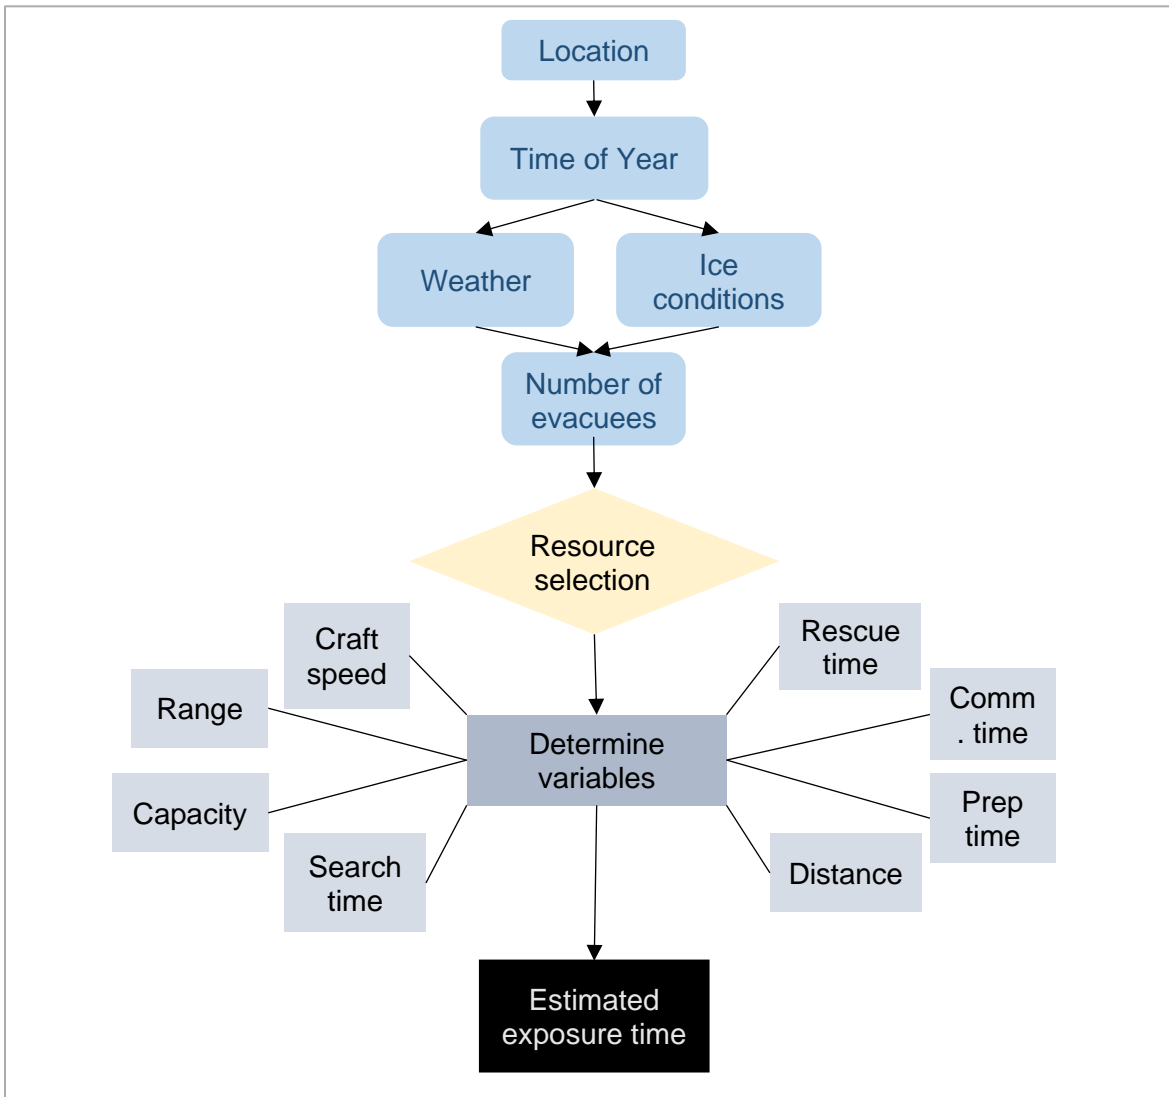 Location
Time of Year
Weather
Ice
conditions
Number of
evacuees
Resource
selection
Craft
speed
Rescue
time
Range
Comm
. time
Determine
variables
Capacity
Prep
time
Search
time
Distance
Estimated
exposure time